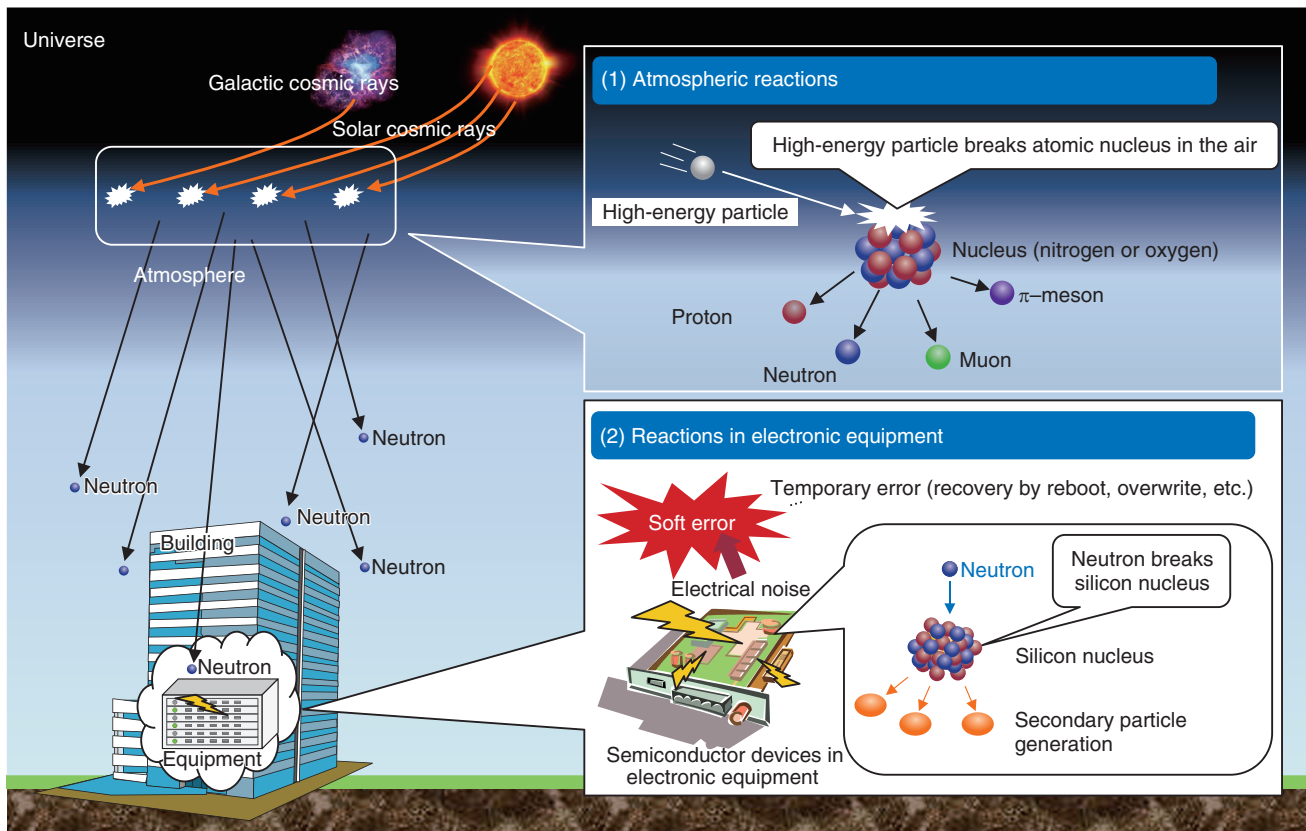 Universe
Galactic cosmic rays
Solar cosmic rays
Atmosphere
Neutron
Neutron
Neutron
Neutron
Building
Neutron
Equipment
(1) Atmospheric reactions
High-energy particle breaks atomic nucleus in the air
High-energy particle
Nucleus (nitrogen or oxygen)
π–meson
Proton
Neutron
Muon
(2) Reactions in electronic equipment
Temporary error (recovery by reboot, overwrite, etc.)
...
Soft error
Electrical noise
Semiconductor devices in
electronic equipment
Neutron
Neutron breaks
silicon nucleus
Silicon nucleus
Secondary particle
generation